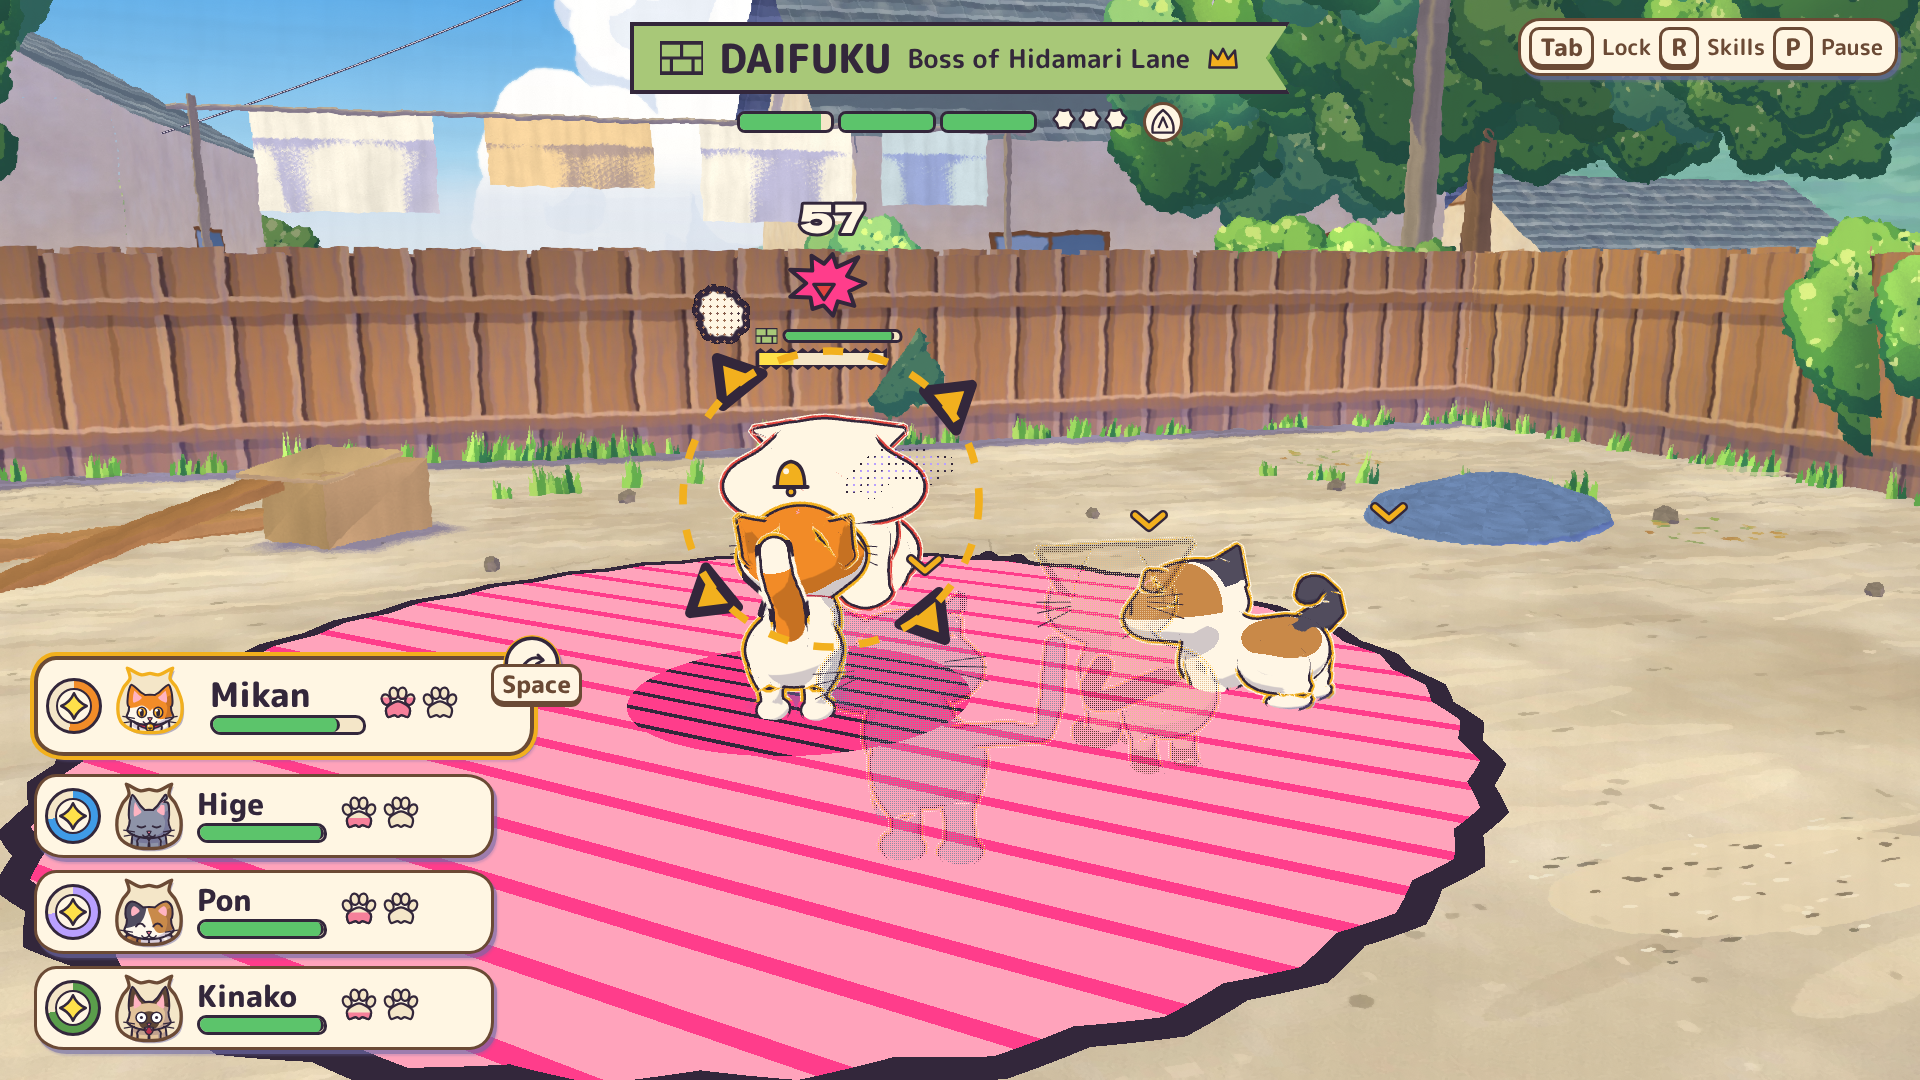 DAIFUKU Boss of Hidamari Lane
Tab Lock R Skills P Pause
57
Mikan
Space
Hige
Pon
Kinako